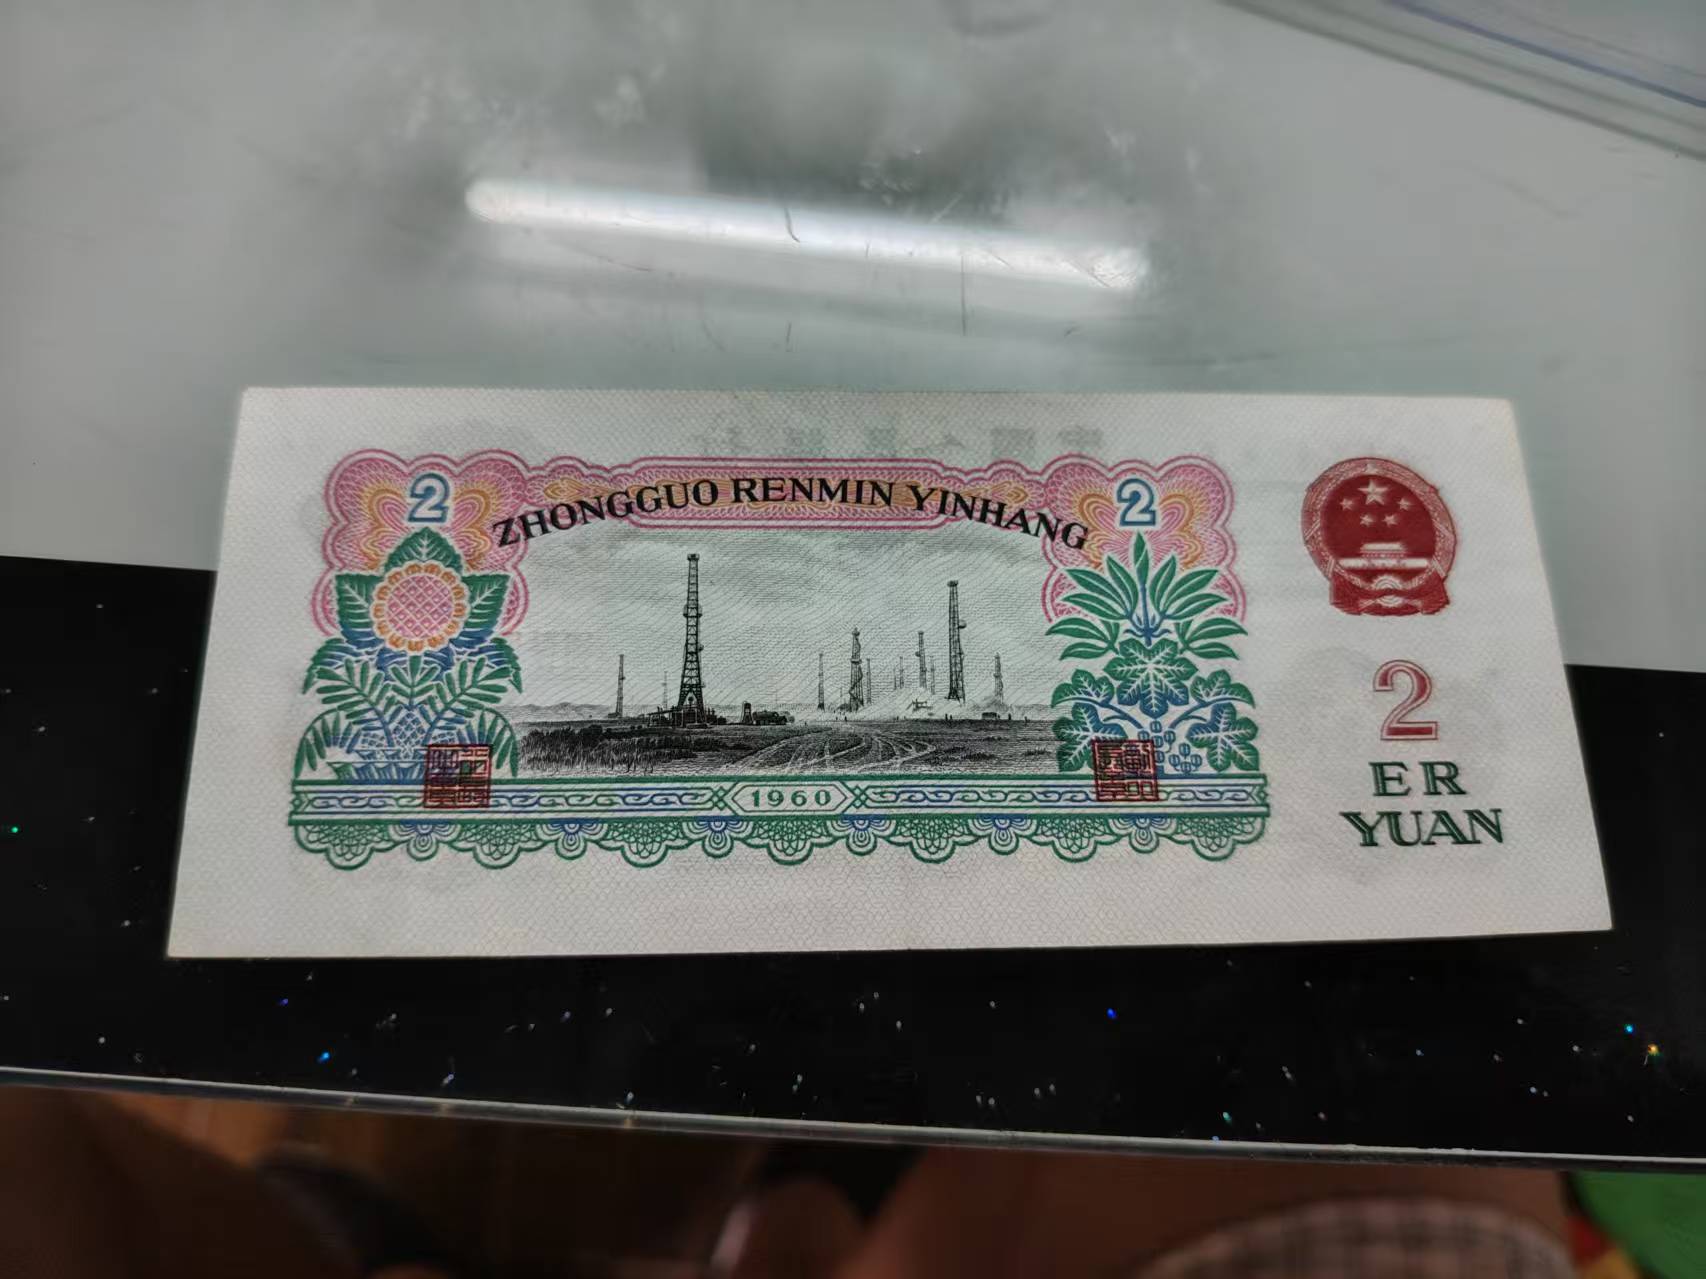 2
2
ZHONGGUO RENMIN YINHANG
1960
2
ER
YUAN